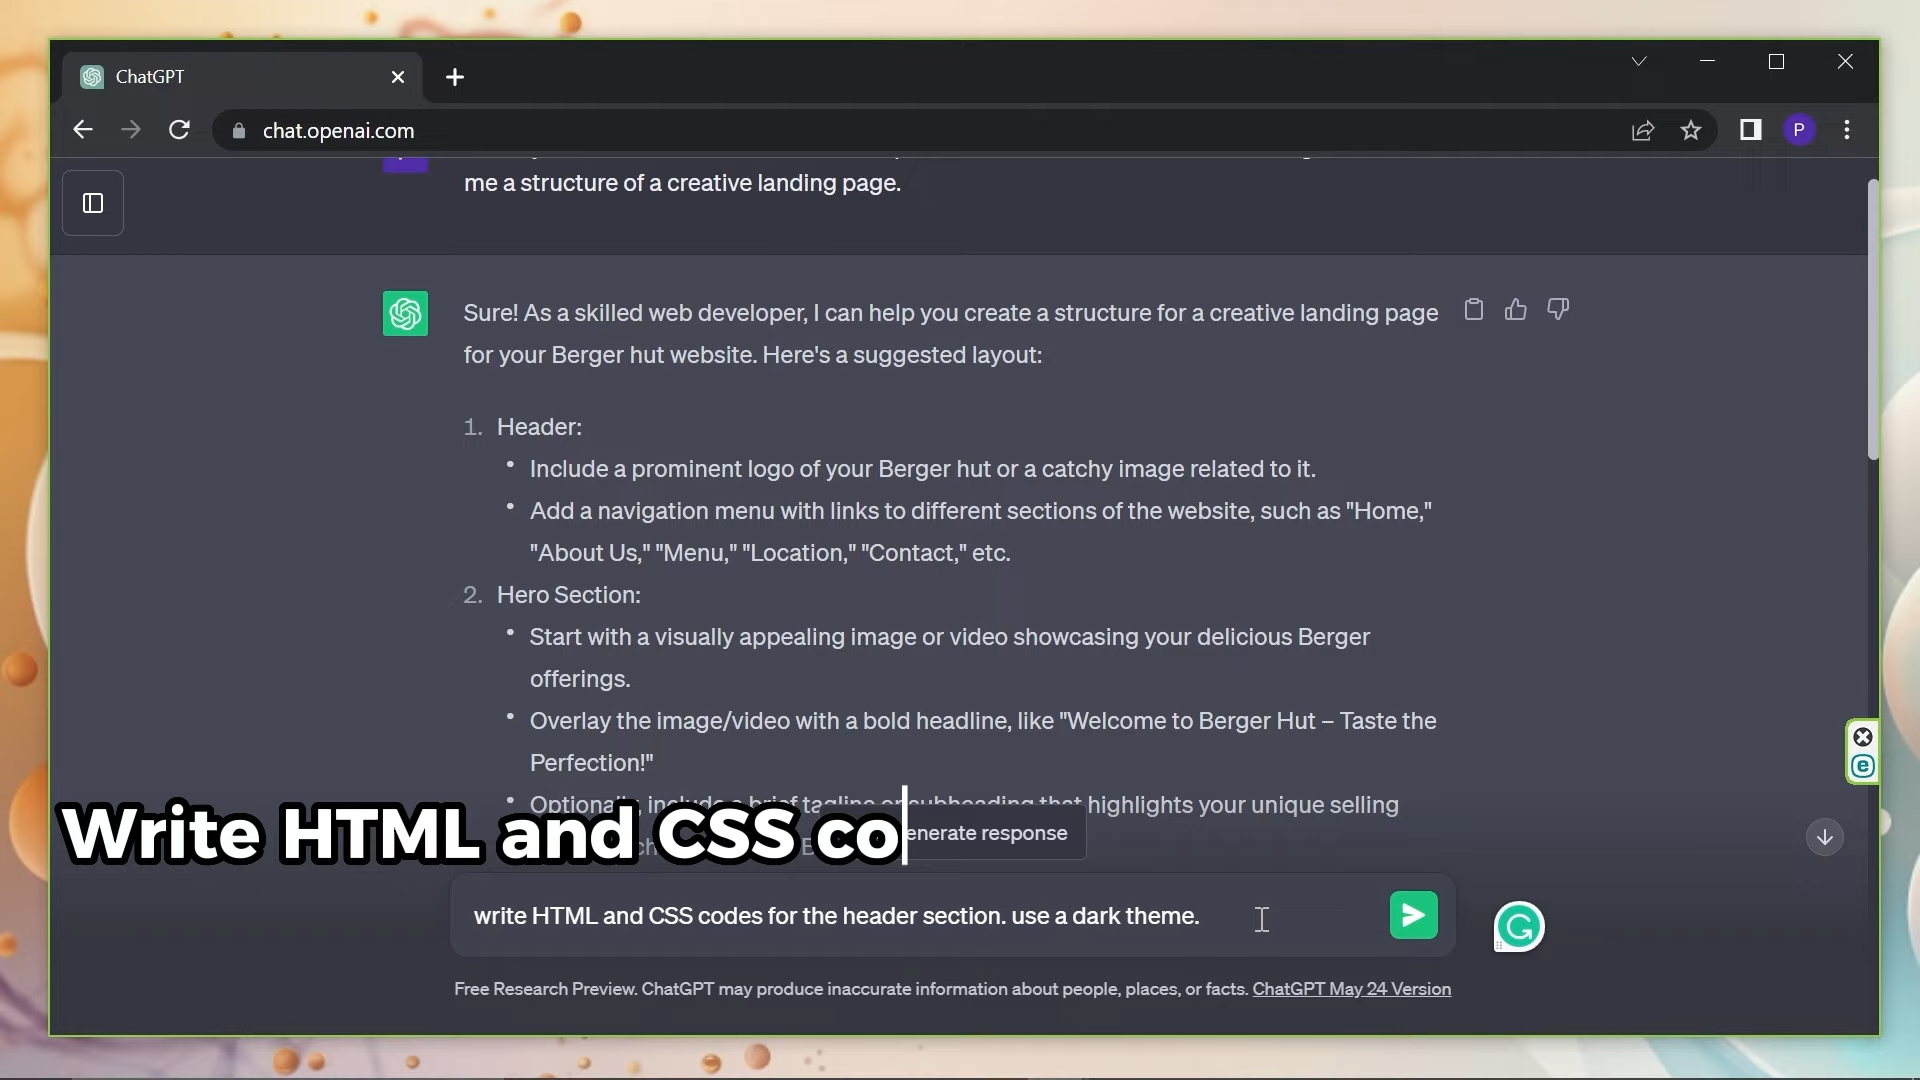 ChatGPT
chat.openai.com
P
me a structure of a creative landing page.
Sure! As a skilled web developer, I can help you create a structure for a creative landing page
for your Berger hut website. Here's a suggested layout:
1. Header:
• Include a prominent logo of your Berger hut or a catchy image related to it.
• Add a navigation menu with links to different sections of the website, such as "Home,"
"About Us," "Menu," "Location," "Contact," etc.
2. Hero Section:
• Start with a visually appealing image or video showcasing your delicious Berger
offerings.
• Overlay the image/video with a bold headline, like "Welcome to Berger Hut – Taste the
Perfection!"
• Optionally, include a brief tagline or subheading that highlights your unique selling
Write HTML and CSS co
enerate response
write HTML and CSS codes for the header section. use a dark theme.
Free Research Preview. ChatGPT may produce inaccurate information about people, places, or facts. ChatGPT May 24 Version